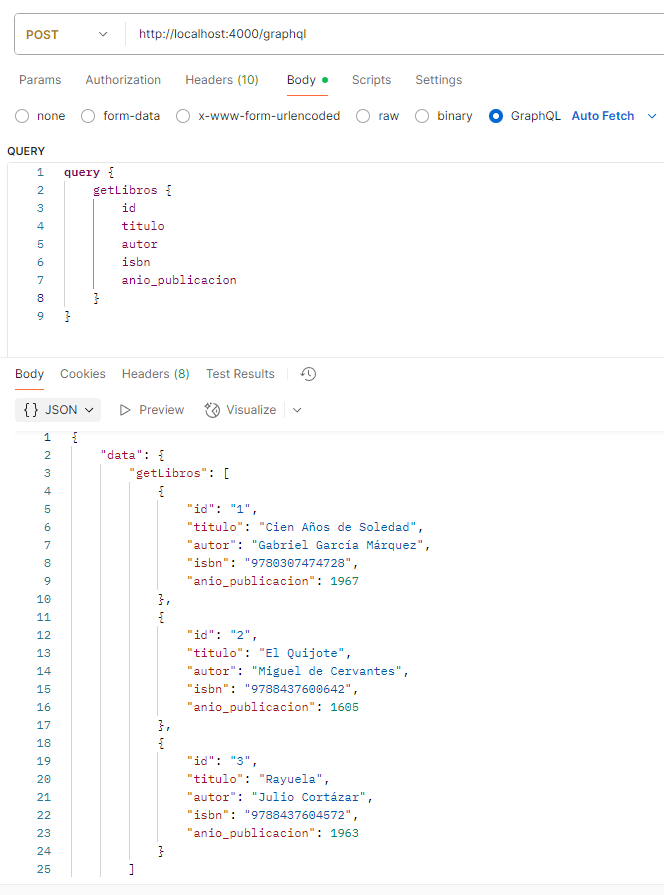 POST http://localhost:4000/graphql
Params Authorization Headers (10) Body Scripts Settings
none form-data x-www-form-urlencoded raw binary GraphQL Auto Fetch
QUERY
1 query {
2 getLibros {
3 id
4 titulo
5 autor
6 isbn
7 anio_publicacion
8 }
9 }
Body Cookies Headers (8) Test Results
{} JSON Preview Visualize
1 {
2 "data": {
3 "getLibros": [
4 {
5 "id": "1",
6 "titulo": "Cien Años de Soledad",
7 "autor": "Gabriel García Márquez",
8 "isbn": "9780307474728",
9 "anio_publicacion": 1967
10 },
11 {
12 "id": "2",
13 "titulo": "El Quijote",
14 "autor": "Miguel de Cervantes",
15 "isbn": "9788437600642",
16 "anio_publicacion": 1605
17 },
18 {
19 "id": "3",
20 "titulo": "Rayuela",
21 "autor": "Julio Cortázar",
22 "isbn": "9788437604572",
23 "anio_publicacion": 1963
24 }
25 ]